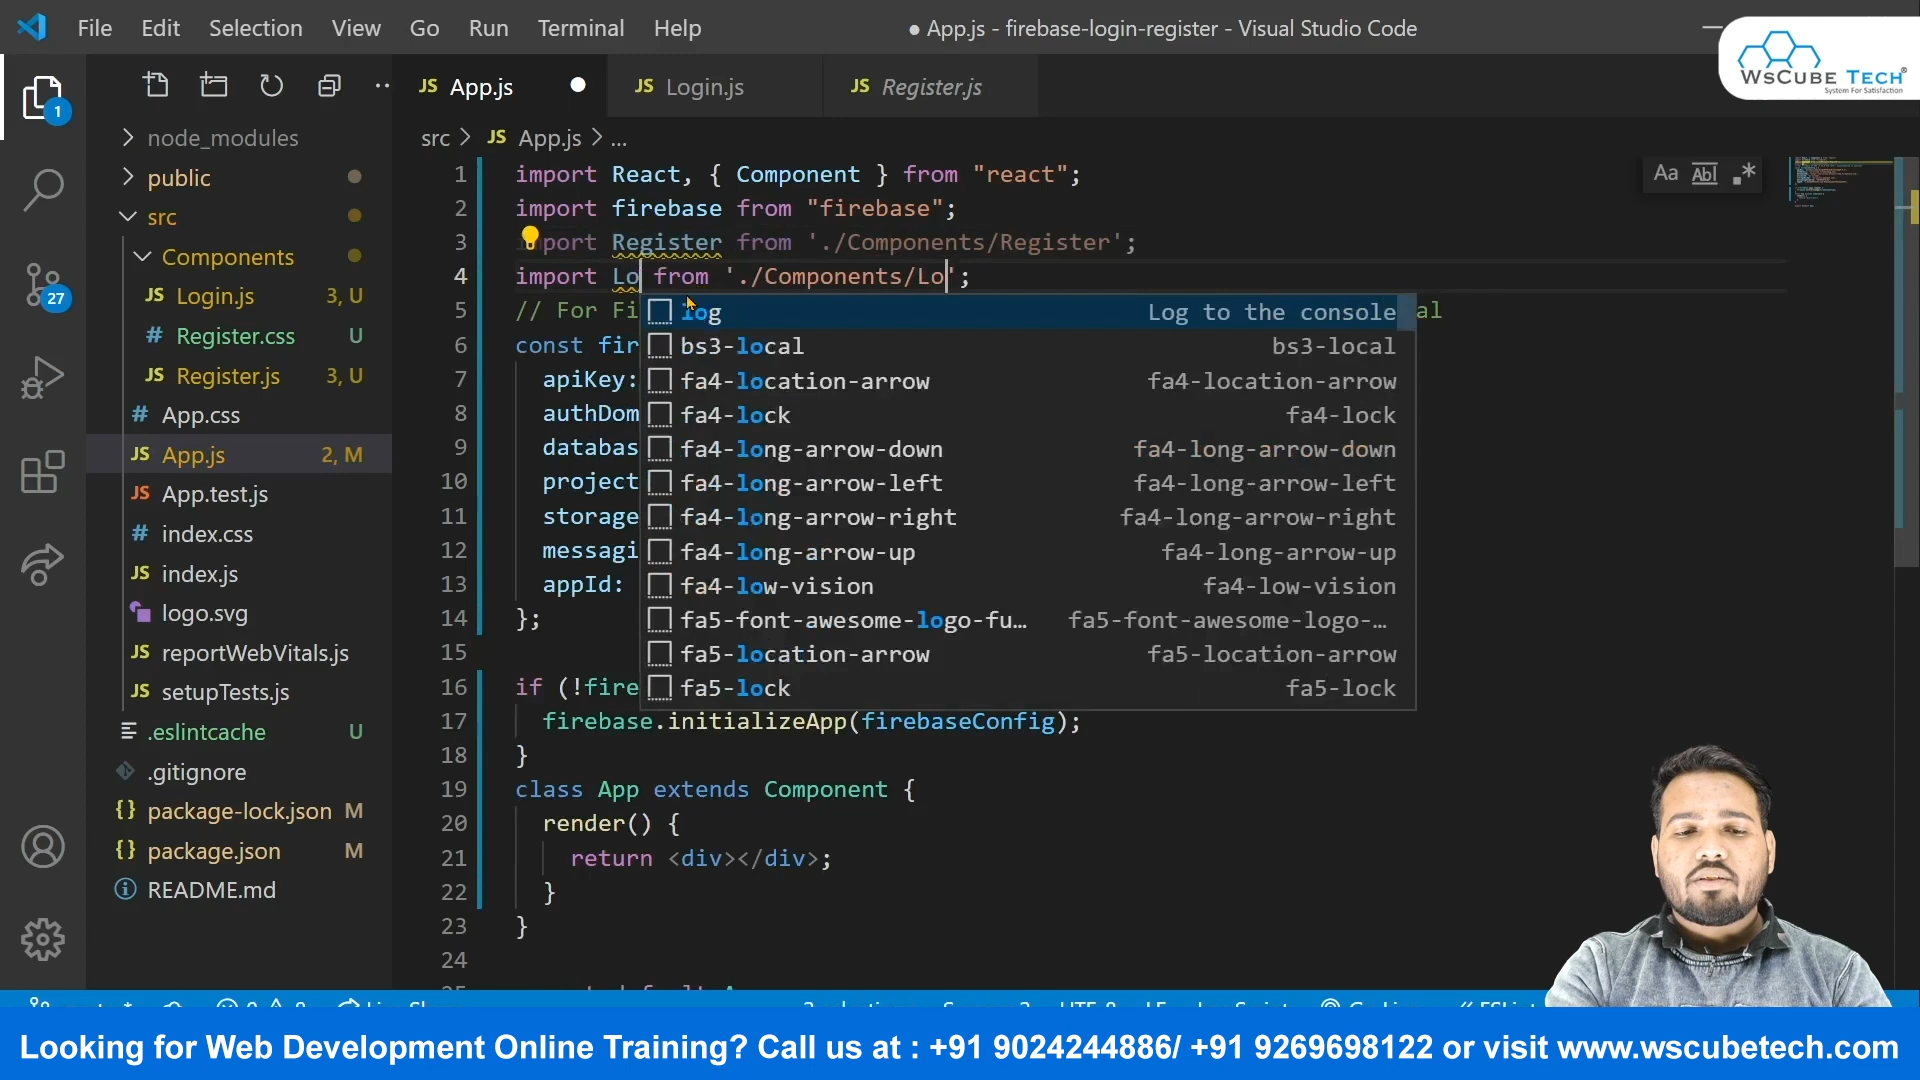 File Edit Selection View Go Run Terminal Help
● App.js - firebase-login-register - Visual Studio Code
WsCube Tech®
System For Satisfaction
JS App.js
JS Login.js
JS Register.js
1
27
node_modules
public
src
Components
JS Login.js 3, U
# Register.css U
JS Register.js 3, U
# App.css
JS App.js 2, M
JS App.test.js
# index.css
JS index.js
logo.svg
JS reportWebVitals.js
JS setupTests.js
.eslintcache U
.gitignore
{} package-lock.json M
{} package.json M
README.md
src > JS App.js > ...
Aa Abl .*
1 import React, { Component } from "react";
2 import firebase from "firebase";
3 import Register from './Components/Register';
4 import Lo from './Components/Lo';
5 // For Fi al
6 const fir
7 apiKey:
8 authDom
9 databas
10 project
11 storage
12 messagi
13 appId:
14 };
15
16 if (!fire
17 firebase.initializeApp(firebaseConfig);
18 }
19 class App extends Component {
20 render() {
21 return <div></div>;
22 }
23 }
24
log Log to the console
bs3-local bs3-local
fa4-location-arrow fa4-location-arrow
fa4-lock fa4-lock
fa4-long-arrow-down fa4-long-arrow-down
fa4-long-arrow-left fa4-long-arrow-left
fa4-long-arrow-right fa4-long-arrow-right
fa4-long-arrow-up fa4-long-arrow-up
fa4-low-vision fa4-low-vision
fa5-font-awesome-logo-fu… fa5-font-awesome-logo-…
fa5-location-arrow fa5-location-arrow
fa5-lock fa5-lock
Looking for Web Development Online Training? Call us at : +91 9024244886/ +91 9269698122 or visit www.wscubetech.com